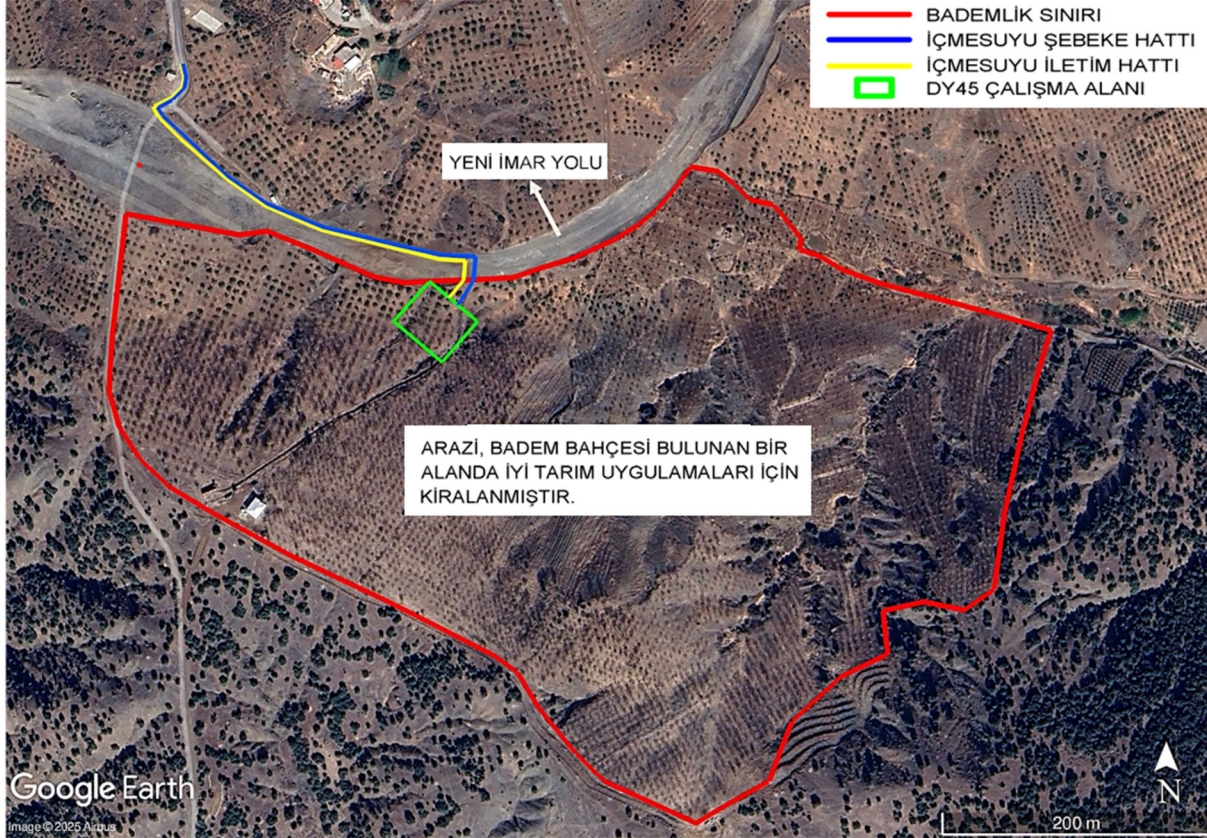 BADEMLİK SINIRI
İÇMESUYU ŞEBEKE HATTI
İÇMESUYU İLETİM HATTI
DY45 ÇALIŞMA ALANI
YENİ İMAR YOLU
ARAZİ, BADEM BAHÇESİ BULUNAN BİR
ALANDA İYİ TARIM UYGULAMALARI İÇİN
KİRALANMIŞTIR.
Google Earth
Image © 2025 Airbus
N
200 m